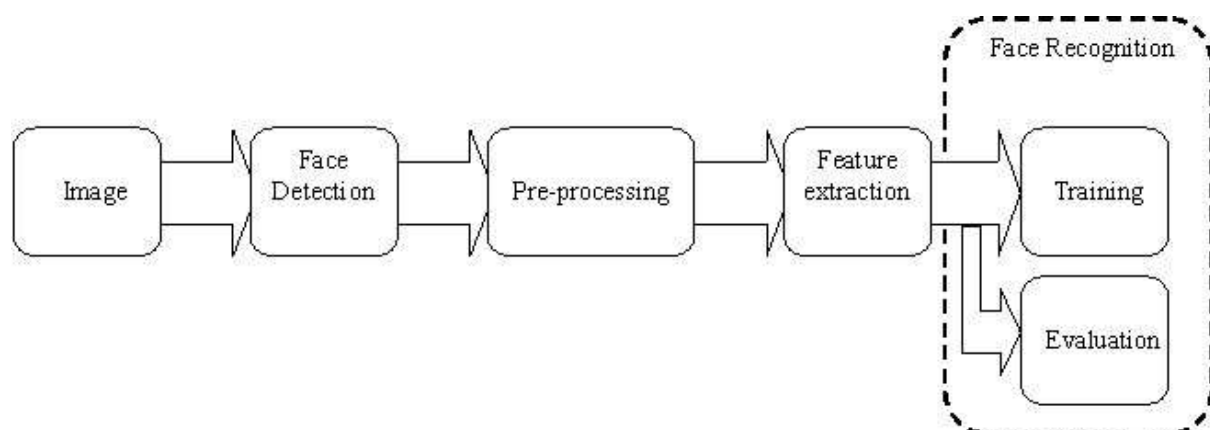 Face Recognition
Image
Face
Detection
Pre-processing
Feature
extraction
Training
Evaluation